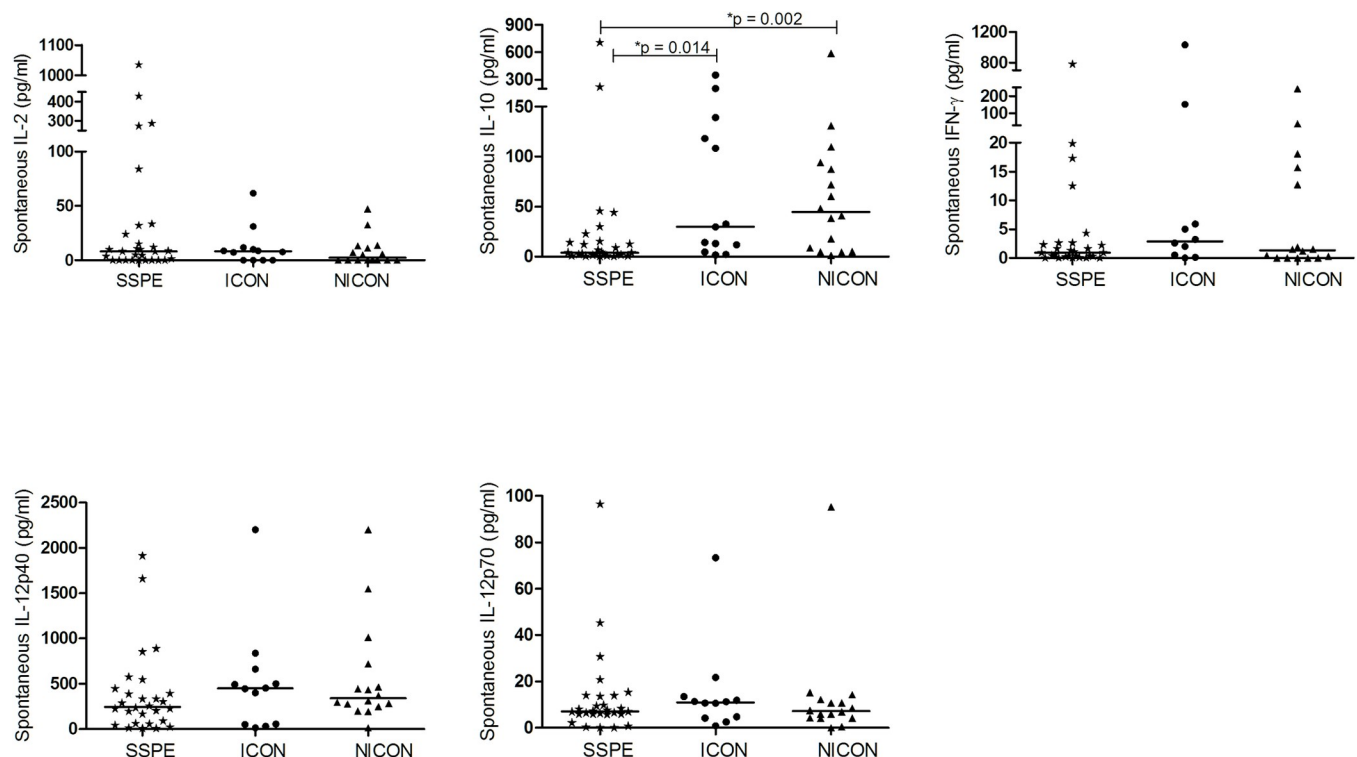 Spontaneous IL-2 (pg/ml)
1100
1000
400
300
100
50
0
SSPE ICON NICON
Spontaneous IL-10 (pg/ml)
900
600
300
150
100
50
0
*p = 0.002
*p = 0.014
SSPE ICON NICON
Spontaneous IFN-γ (pg/ml)
1200
800
200
100
20
15
10
5
0
SSPE ICON NICON
Spontaneous IL-12p40 (pg/ml)
2500
2000
1500
1000
500
0
SSPE ICON NICON
Spontaneous IL-12p70 (pg/ml)
100
80
60
40
20
0
SSPE ICON NICON